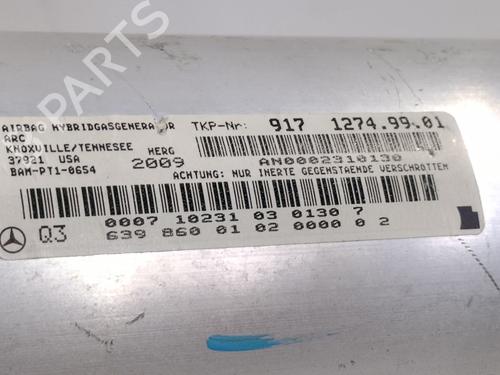 AIRBAG HYBRIDGASGENERATOR
ARC
KNOXVILLE/TENNESEE
37921 USA
BAM-PT1-0654
HERG
2009
TKP-Nr: 917 1274.99.01
AN0002310130
ACHTUNG: NUR INERTE GEGENSTAENDE VERSCHROTTEN
Q3
0007 10231 03 0130 7
639 860 01 02 0000 0 2
B-PARTS